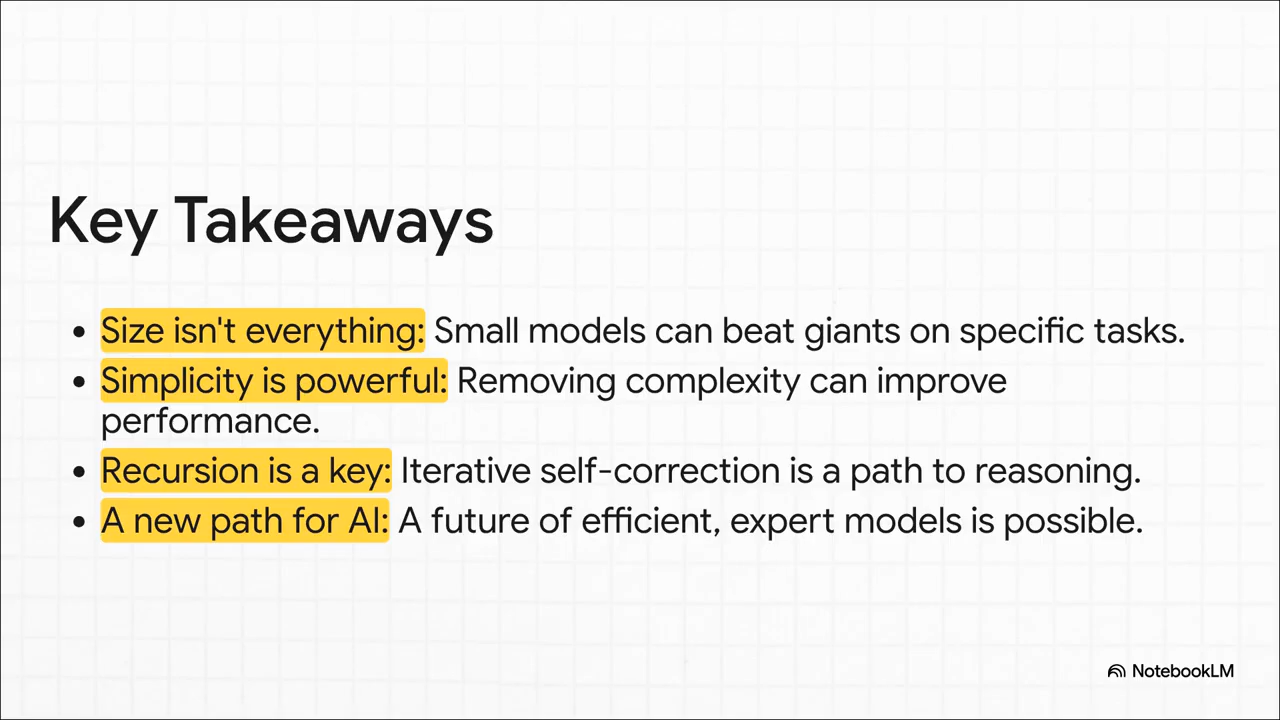 Key Takeaways
• Size isn't everything: Small models can beat giants on specific tasks.
• Simplicity is powerful: Removing complexity can improve
performance.
• Recursion is a key: Iterative self-correction is a path to reasoning.
• A new path for AI: A future of efficient, expert models is possible.
NotebookLM